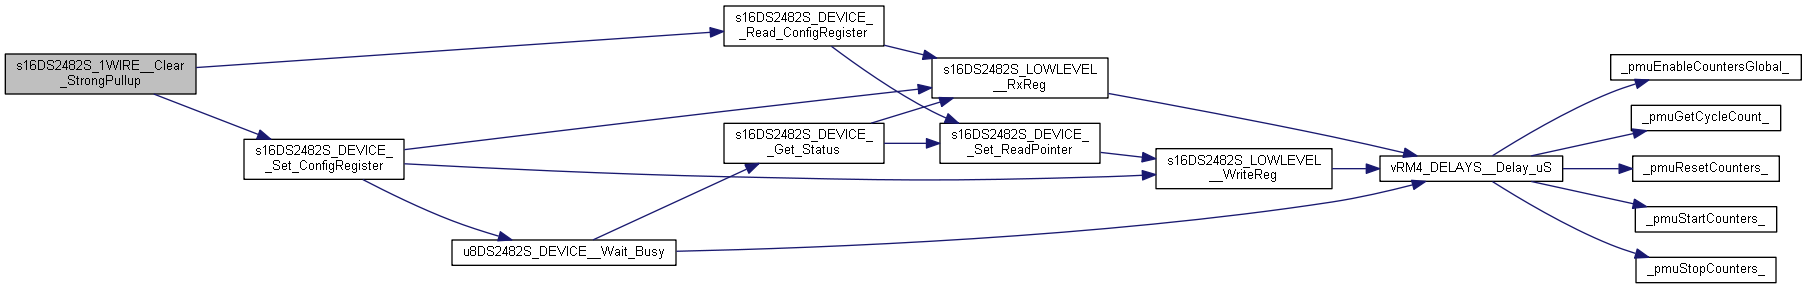 s16DS2482S_1WIRE__Clear
_StrongPullup
s16DS2482S_DEVICE_
_Read_ConfigRegister
s16DS2482S_DEVICE_
_Set_ConfigRegister
u8DS2482S_DEVICE__Wait_Busy
s16DS2482S_DEVICE_
_Get_Status
s16DS2482S_LOWLEVEL
__RxReg
s16DS2482S_DEVICE_
_Set_ReadPointer
s16DS2482S_LOWLEVEL
__WriteReg
vRM4_DELAYS__Delay_uS
_pmuEnableCountersGlobal_
_pmuGetCycleCount_
_pmuResetCounters_
_pmuStartCounters_
_pmuStopCounters_